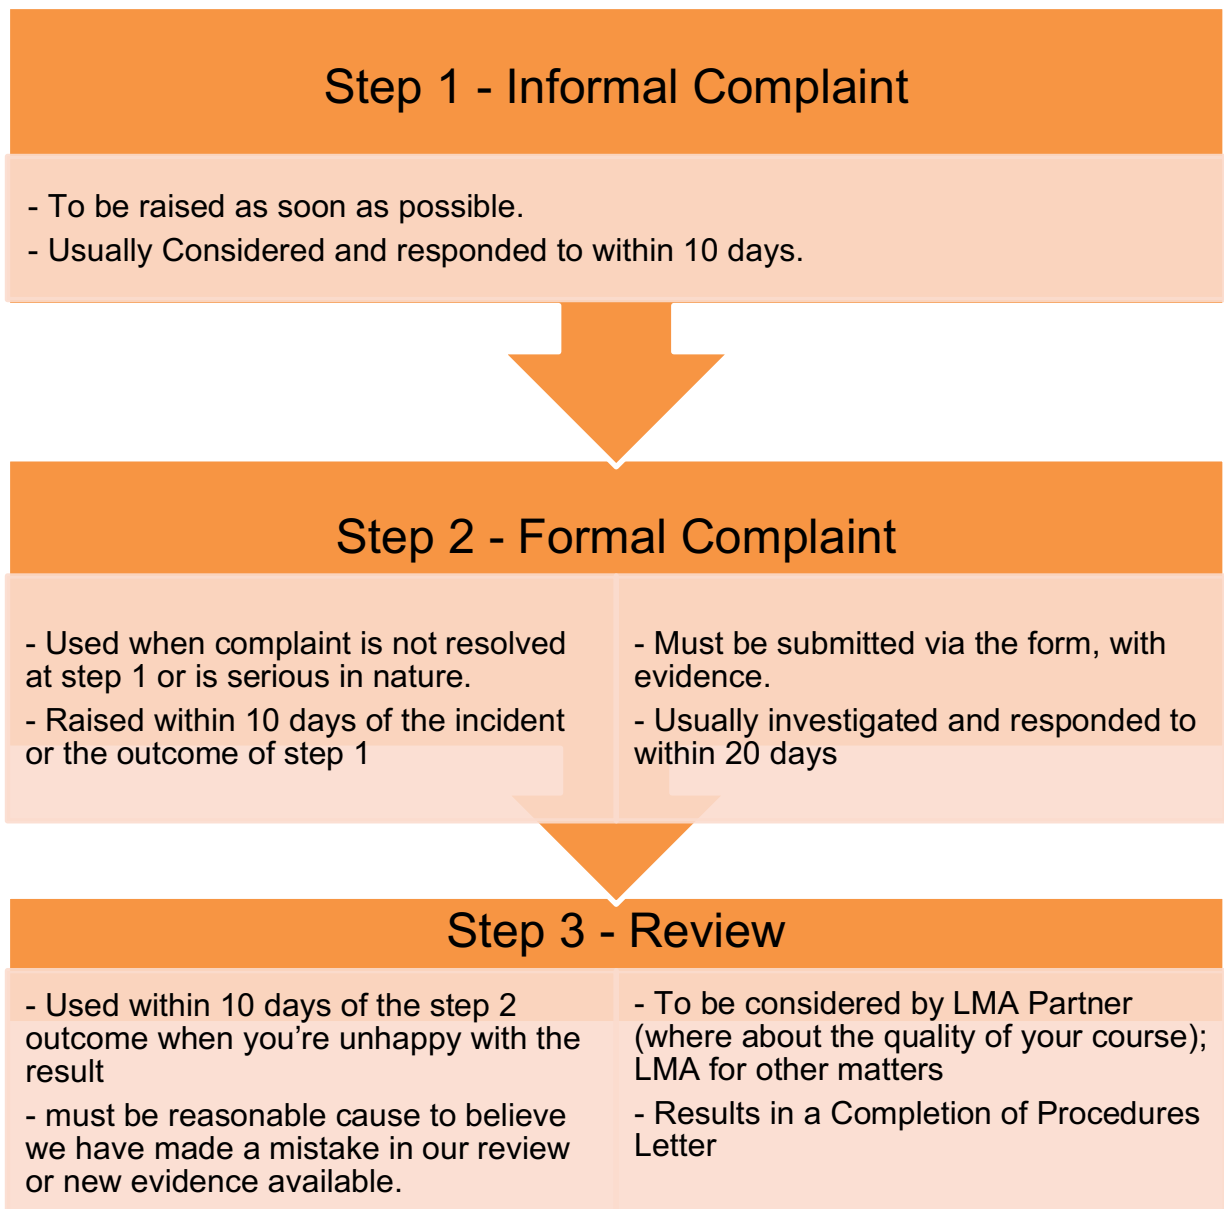 Step 1 - Informal Complaint
- To be raised as soon as possible.
- Usually Considered and responded to within 10 days.
Step 2 - Formal Complaint
- Used when complaint is not resolved
at step 1 or is serious in nature.
- Raised within 10 days of the incident
or the outcome of step 1
- Must be submitted via the form, with
evidence.
- Usually investigated and responded to
within 20 days
Step 3 - Review
- Used within 10 days of the step 2
outcome when you’re unhappy with the
result
- must be reasonable cause to believe
we have made a mistake in our review
or new evidence available.
- To be considered by LMA Partner
(where about the quality of your course);
LMA for other matters
- Results in a Completion of Procedures
Letter